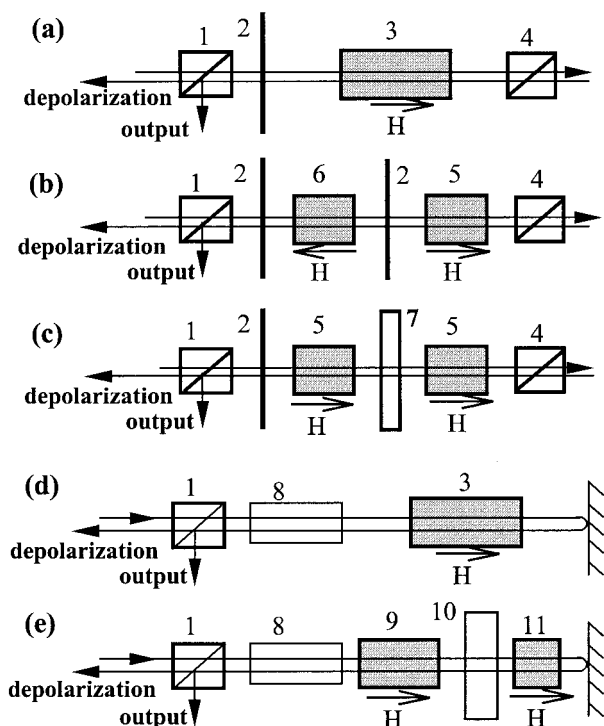 (a)
1 2 3 4
depolarization
output
H
(b)
1 2 6 2 5 4
depolarization
output
H H
(c)
1 2 5 7 5 4
depolarization
output
H H
(d)
1 8 3
depolarization
output
H
(e)
1 8 9 10 11
depolarization
output
H H